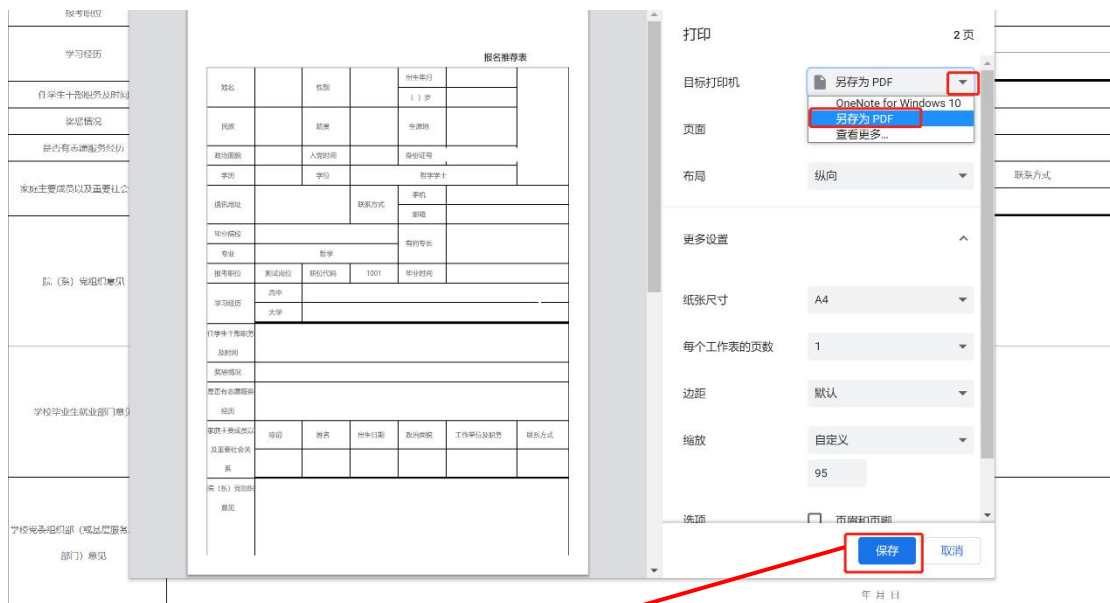 报考职位
学习经历
任学生干部职务及时间
奖惩情况
是否有志愿服务经历
家庭主要成员以及重要社会
院（系）党组织意见
学校毕业生就业部门意见
学校党委组织部（或基层服务
部门）意见
报名推荐表
姓名 性别 出生年月
（ ）岁
民族 籍贯 生源地
政治面貌 入党时间 身份证号
学历 学位 哲学学士
通讯地址 联系方式 手机
邮箱
毕业院校 有何专长
专业 哲学
报考职位 测试岗位 职位代码 1001 毕业时间
学习经历 高中
大学
任学生干部职务
及时间
奖惩情况
是否有志愿服务
经历
家庭主要成员以
及重要社会关
系
称谓 姓名 出生日期 政治面貌 工作单位及职务 联系方式
院（系）党组织
意见
打印 2 页
目标打印机 另存为 PDF
OneNote for Windows 10
另存为 PDF
查看更多...
页面
布局 纵向
更多设置
纸张尺寸 A4
每个工作表的页数 1
边距 默认
缩放 自定义
95
选项 页眉和页脚
保存 取消
联系方式
年 月 日